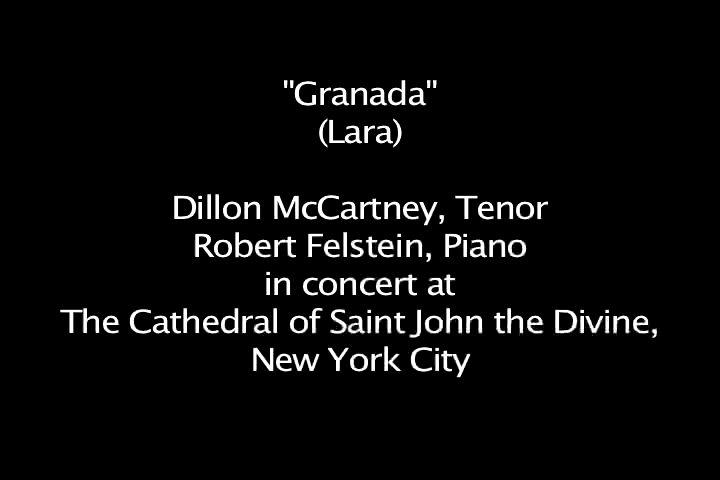 "Granada"
(Lara)
Dillon McCartney, Tenor
Robert Felstein, Piano
in concert at
The Cathedral of Saint John the Divine,
New York City